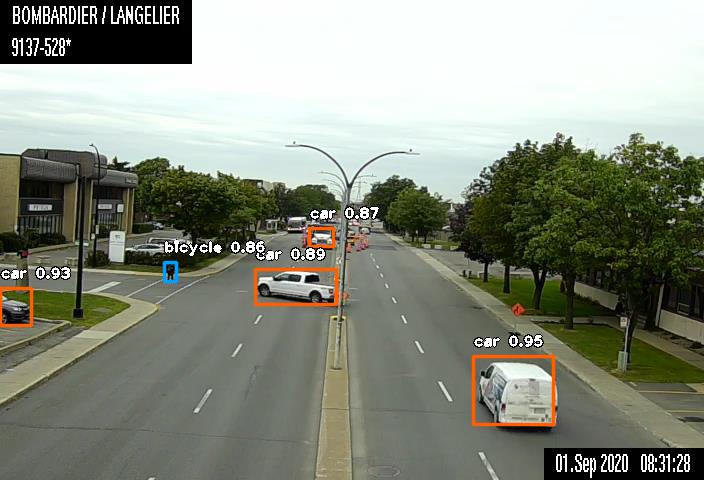 BOMBARDIER / LANGELIER
9137-528*
car 0.87
bicycle 0.86
car 0.89
car 0.93
car 0.95
01.Sep 2020 08:31:28